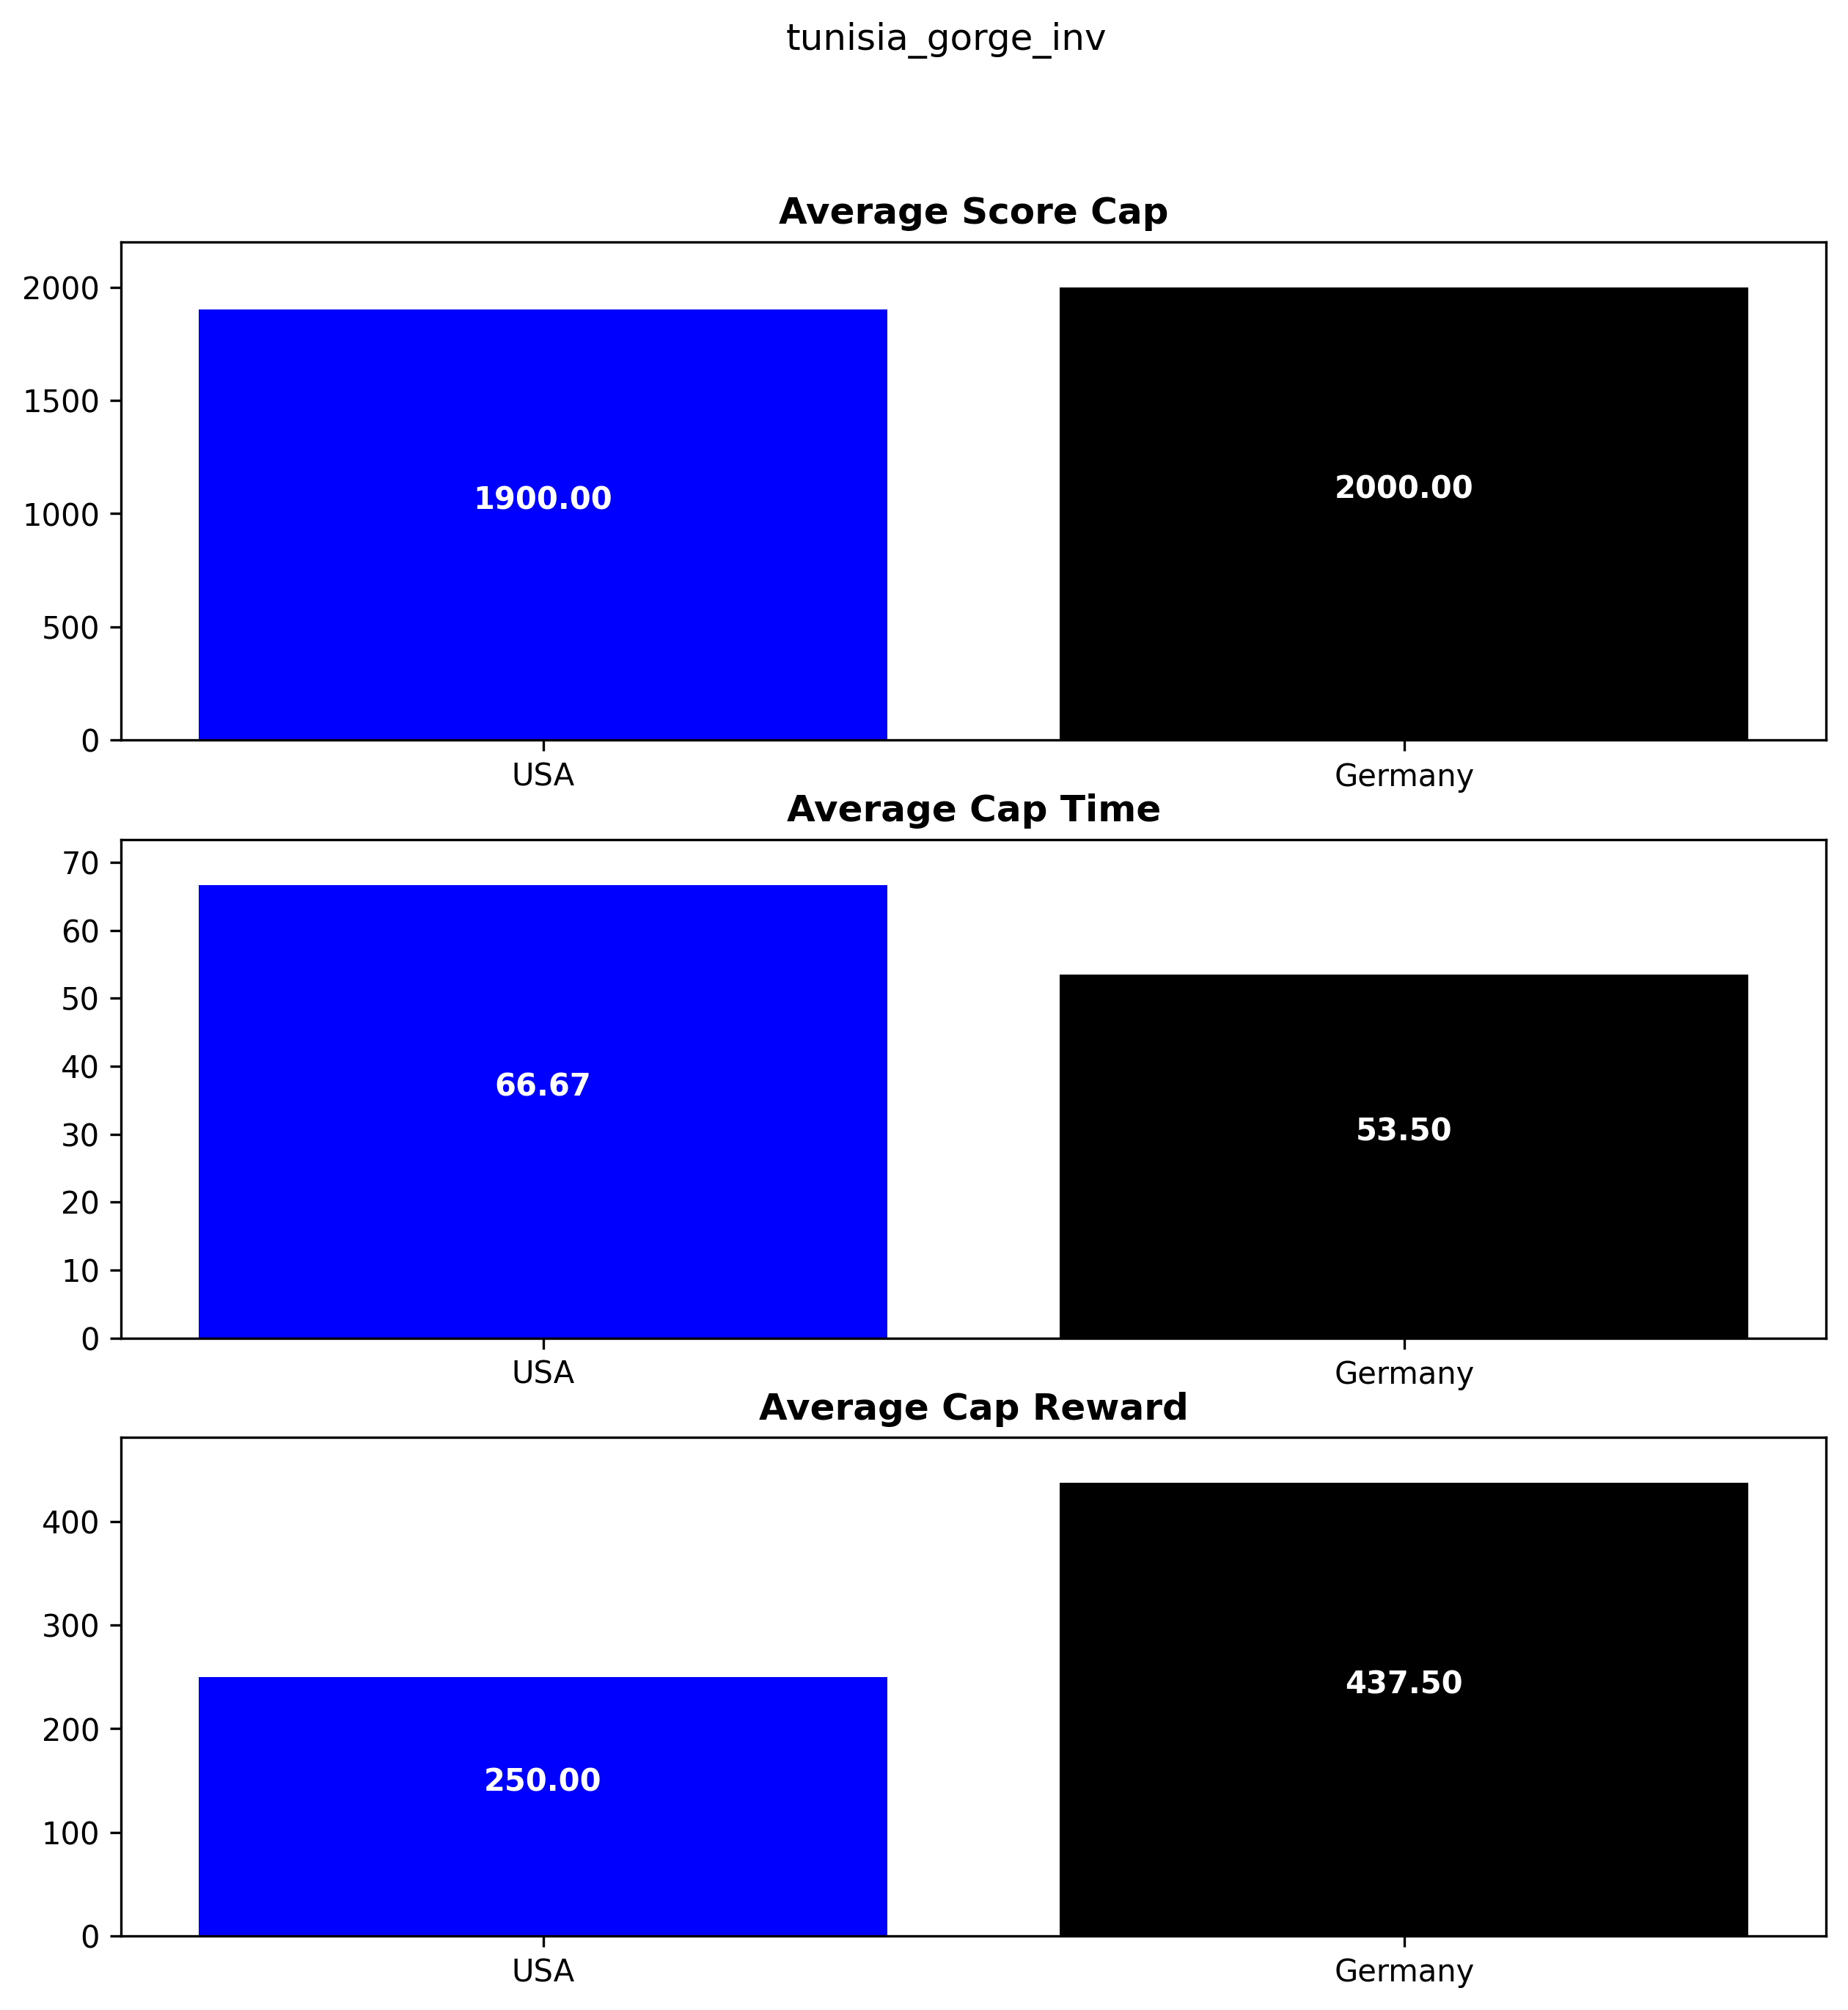 tunisia_gorge_inv
Average Score Cap
2000
1500
1000
500
0
1900.00
2000.00
USA
Germany
Average Cap Time
70
60
50
40
30
20
10
0
66.67
53.50
USA
Germany
Average Cap Reward
400
300
200
100
0
250.00
437.50
USA
Germany